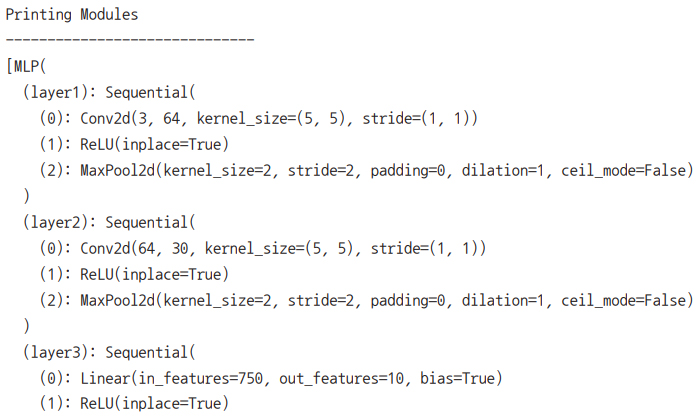 Printing Modules
------------------------------
[MLP(
  (layer1): Sequential(
    (0): Conv2d(3, 64, kernel_size=(5, 5), stride=(1, 1))
    (1): ReLU(inplace=True)
    (2): MaxPool2d(kernel_size=2, stride=2, padding=0, dilation=1, ceil_mode=False)
  )
  (layer2): Sequential(
    (0): Conv2d(64, 30, kernel_size=(5, 5), stride=(1, 1))
    (1): ReLU(inplace=True)
    (2): MaxPool2d(kernel_size=2, stride=2, padding=0, dilation=1, ceil_mode=False)
  )
  (layer3): Sequential(
    (0): Linear(in_features=750, out_features=10, bias=True)
    (1): ReLU(inplace=True)